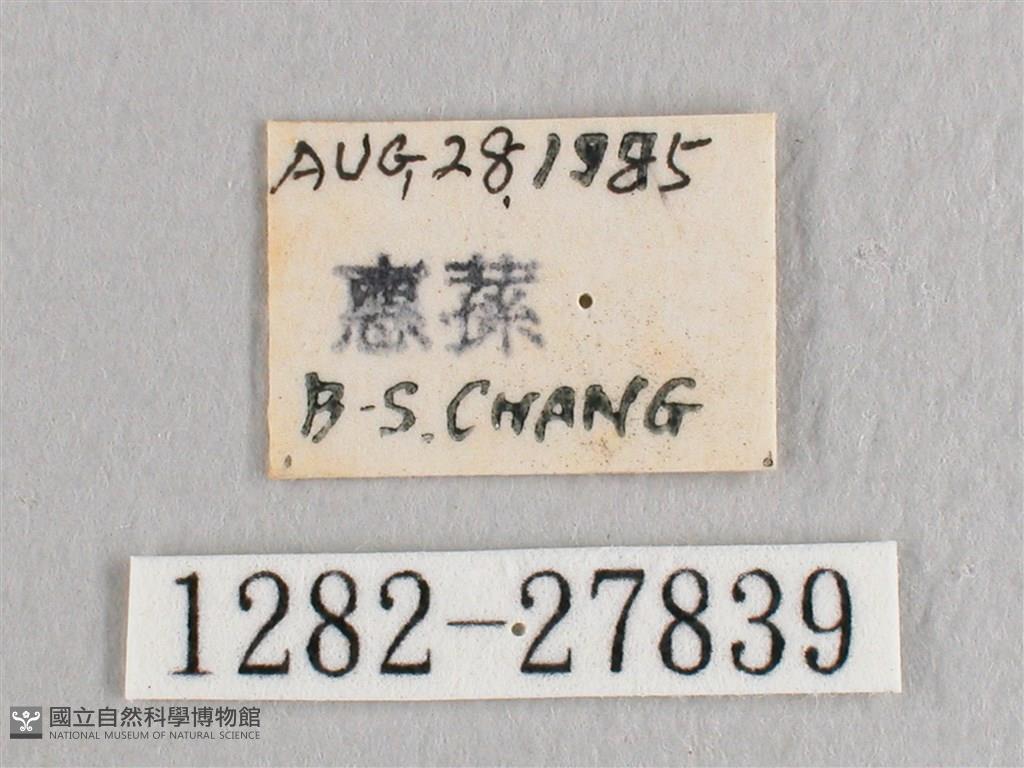 AUG, 28, 1985
惠蓀
B-S. CHANG
1282-27839
國立自然科學博物館
NATIONAL MUSEUM OF NATURAL SCIENCE